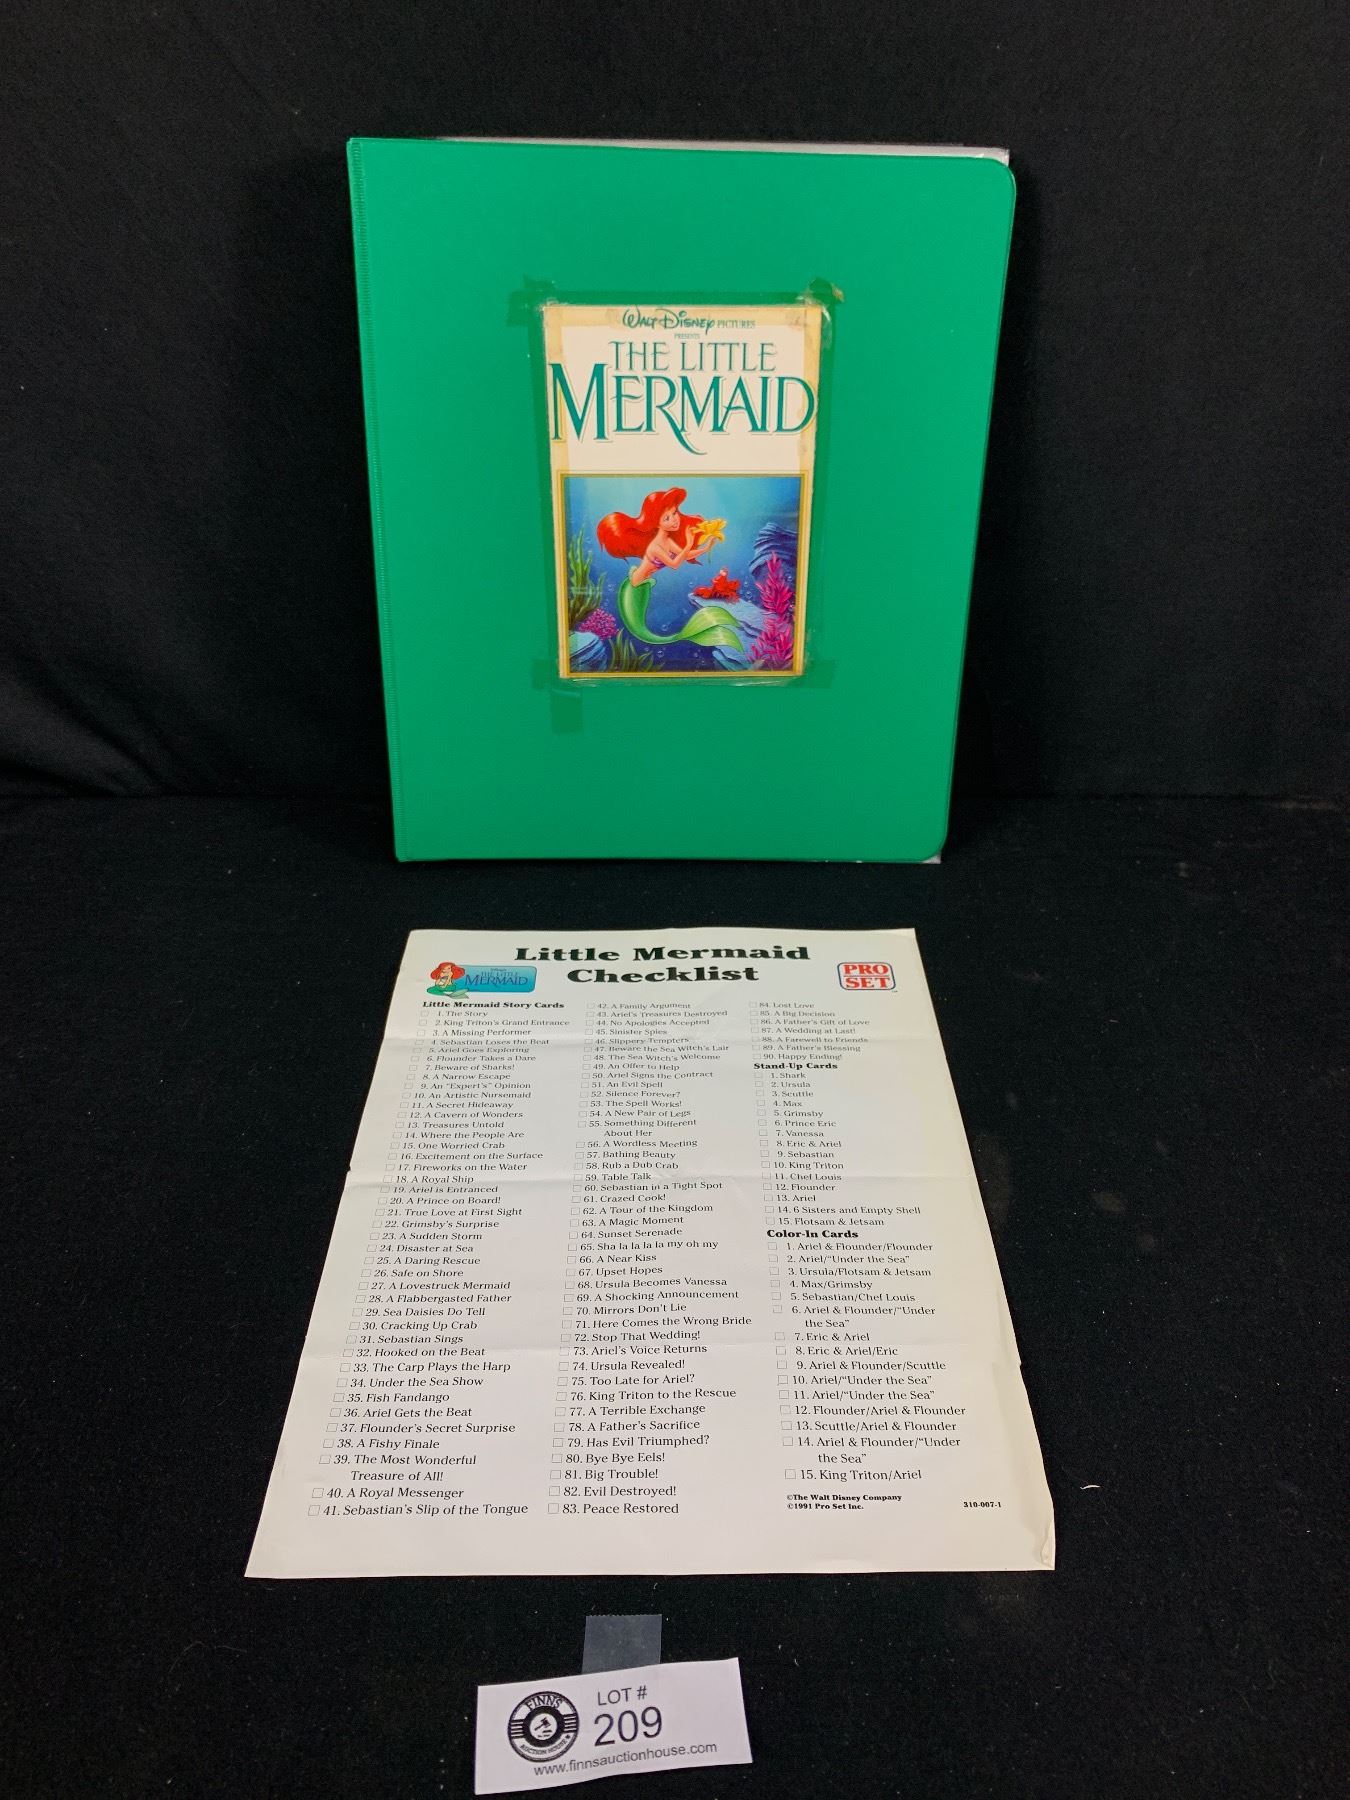 WALT DISNEY PICTURES
PRESENTS
THE LITTLE
MERMAID
Little Mermaid
Checklist
THE LITTLE
MERMAID
PRO
SET
Little Mermaid Story Cards
1. The Story
2. King Triton's Grand Entrance
3. A Missing Performer
4. Sebastian Loses the Beat
5. Ariel Goes Exploring
6. Flounder Takes a Dare
7. Beware of Sharks!
8. A Narrow Escape
9. An "Expert's" Opinion
10. An Artistic Nursemaid
11. A Secret Hideaway
12. A Cavern of Wonders
13. Treasures Untold
14. Where the People Are
15. One Worried Crab
16. Excitement on the Surface
17. Fireworks on the Water
18. A Royal Ship
19. Ariel is Entranced
20. A Prince on Board!
21. True Love at First Sight
22. Grimsby's Surprise
23. A Sudden Storm
24. Disaster at Sea
25. A Daring Rescue
26. Safe on Shore
27. A Lovestruck Mermaid
28. A Flabbergasted Father
29. Sea Daisies Do Tell
30. Cracking Up Crab
31. Sebastian Sings
32. Hooked on the Beat
33. The Carp Plays the Harp
34. Under the Sea Show
35. Fish Fandango
36. Ariel Gets the Beat
37. Flounder's Secret Surprise
38. A Fishy Finale
39. The Most Wonderful
Treasure of All!
40. A Royal Messenger
41. Sebastian's Slip of the Tongue
42. A Family Argument
43. Ariel's Treasures Destroyed
44. No Apologies Accepted
45. Sinister Spies
46. Slippery Tempters
47. Beware the Sea Witch's Lair
48. The Sea Witch's Welcome
49. An Offer to Help
50. Ariel Signs the Contract
51. An Evil Spell
52. Silence Forever?
53. The Spell Works!
54. A New Pair of Legs
55. Something Different
About Her
56. A Wordless Meeting
57. Bathing Beauty
58. Rub a Dub Crab
59. Table Talk
60. Sebastian in a Tight Spot
61. Crazed Cook!
62. A Tour of the Kingdom
63. A Magic Moment
64. Sunset Serenade
65. Sha la la la la my oh my
66. A Near Kiss
67. Upset Hopes
68. Ursula Becomes Vanessa
69. A Shocking Announcement
70. Mirrors Don't Lie
71. Here Comes the Wrong Bride
72. Stop That Wedding!
73. Ariel's Voice Returns
74. Ursula Revealed!
75. Too Late for Ariel?
76. King Triton to the Rescue
77. A Terrible Exchange
78. A Father's Sacrifice
79. Has Evil Triumphed?
80. Bye Bye Eels!
81. Big Trouble!
82. Evil Destroyed!
83. Peace Restored
84. Lost Love
85. A Big Decision
86. A Father's Gift of Love
87. A Wedding at Last!
88. A Farewell to Friends
89. A Father's Blessing
90. Happy Ending!
Stand-Up Cards
1. Shark
2. Ursula
3. Scuttle
4. Max
5. Grimsby
6. Prince Eric
7. Vanessa
8. Eric & Ariel
9. Sebastian
10. King Triton
11. Chef Louis
12. Flounder
13. Ariel
14. 6 Sisters and Empty Shell
15. Flotsam & Jetsam
Color-In Cards
1. Ariel & Flounder/Flounder
2. Ariel/"Under the Sea"
3. Ursula/Flotsam & Jetsam
4. Max/Grimsby
5. Sebastian/Chef Louis
6. Ariel & Flounder/"Under
the Sea"
7. Eric & Ariel
8. Eric & Ariel/Eric
9. Ariel & Flounder/Scuttle
10. Ariel/"Under the Sea"
11. Ariel/"Under the Sea"
12. Flounder/Ariel & Flounder
13. Scuttle/Ariel & Flounder
14. Ariel & Flounder/"Under
the Sea"
15. King Triton/Ariel
©The Walt Disney Company
©1991 Pro Set Inc.
310-007-1
FINNS
AUCTION HOUSE
LOT #
209
www.finnsauctionhouse.com